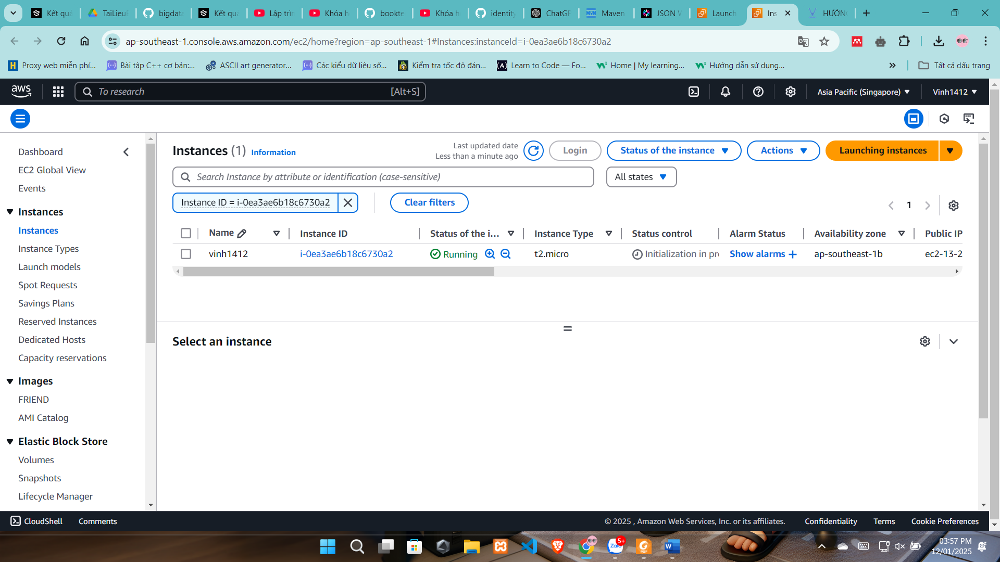 Kết quả
TaiLieuE
bigdata
Kết quả
Lập trìn
Khóa h
bookte
Khóa h
identity
ChatGP
Maven
JSON W
Launch
Ins
HƯỚNG
ap-southeast-1.console.aws.amazon.com/ec2/home?region=ap-southeast-1#Instances:instanceId=i-0ea3ae6b18c6730a2
Proxy web miễn phí...
Bài tập C++ cơ bản:...
ASCII art generator...
Các kiểu dữ liệu số...
Kiểm tra tốc độ đán...
Learn to Code — Fo...
Home | My learning...
Hướng dẫn sử dụng...
Tất cả dấu trang
aws
To research
[Alt+S]
Asia Pacific (Singapore)
Vinh1412
Dashboard
EC2 Global View
Events
Instances
Instances
Instance Types
Launch models
Spot Requests
Savings Plans
Reserved Instances
Dedicated Hosts
Capacity reservations
Images
FRIEND
AMI Catalog
Elastic Block Store
Volumes
Snapshots
Lifecycle Manager
Instances (1) Information
Last updated date
Less than a minute ago
Login
Status of the instance
Actions
Launching instances
Search Instance by attribute or identification (case-sensitive)
All states
Instance ID = i-0ea3ae6b18c6730a2
Clear filters
1
Name Instance ID Status of the i... Instance Type Status control Alarm Status Availability zone Public IP
vinh1412 i-0ea3ae6b18c6730a2 Running t2.micro Initialization in pr Show alarms ap-southeast-1b ec2-13-2
Select an instance
CloudShell
Comments
© 2025 , Amazon Web Services, Inc. or its affiliates.
Confidentiality
Terms
Cookie Preferences
Zalo
5+
PDF
W
03:57 PM
12/01/2025